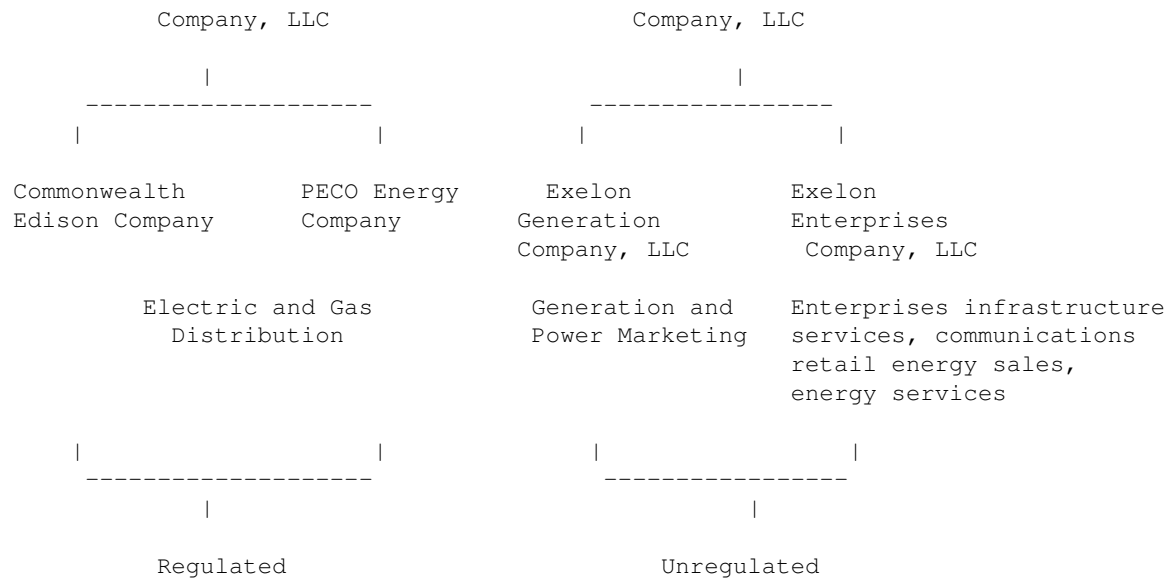 Company, LLC Company, LLC
Commonwealth PECO Energy Exelon Exelon
Edison Company Company Generation Enterprises
Company, LLC Company, LLC
Electric and Gas Generation and Enterprises infrastructure
Distribution Power Marketing services, communications
retail energy sales,
energy services
Regulated Unregulated